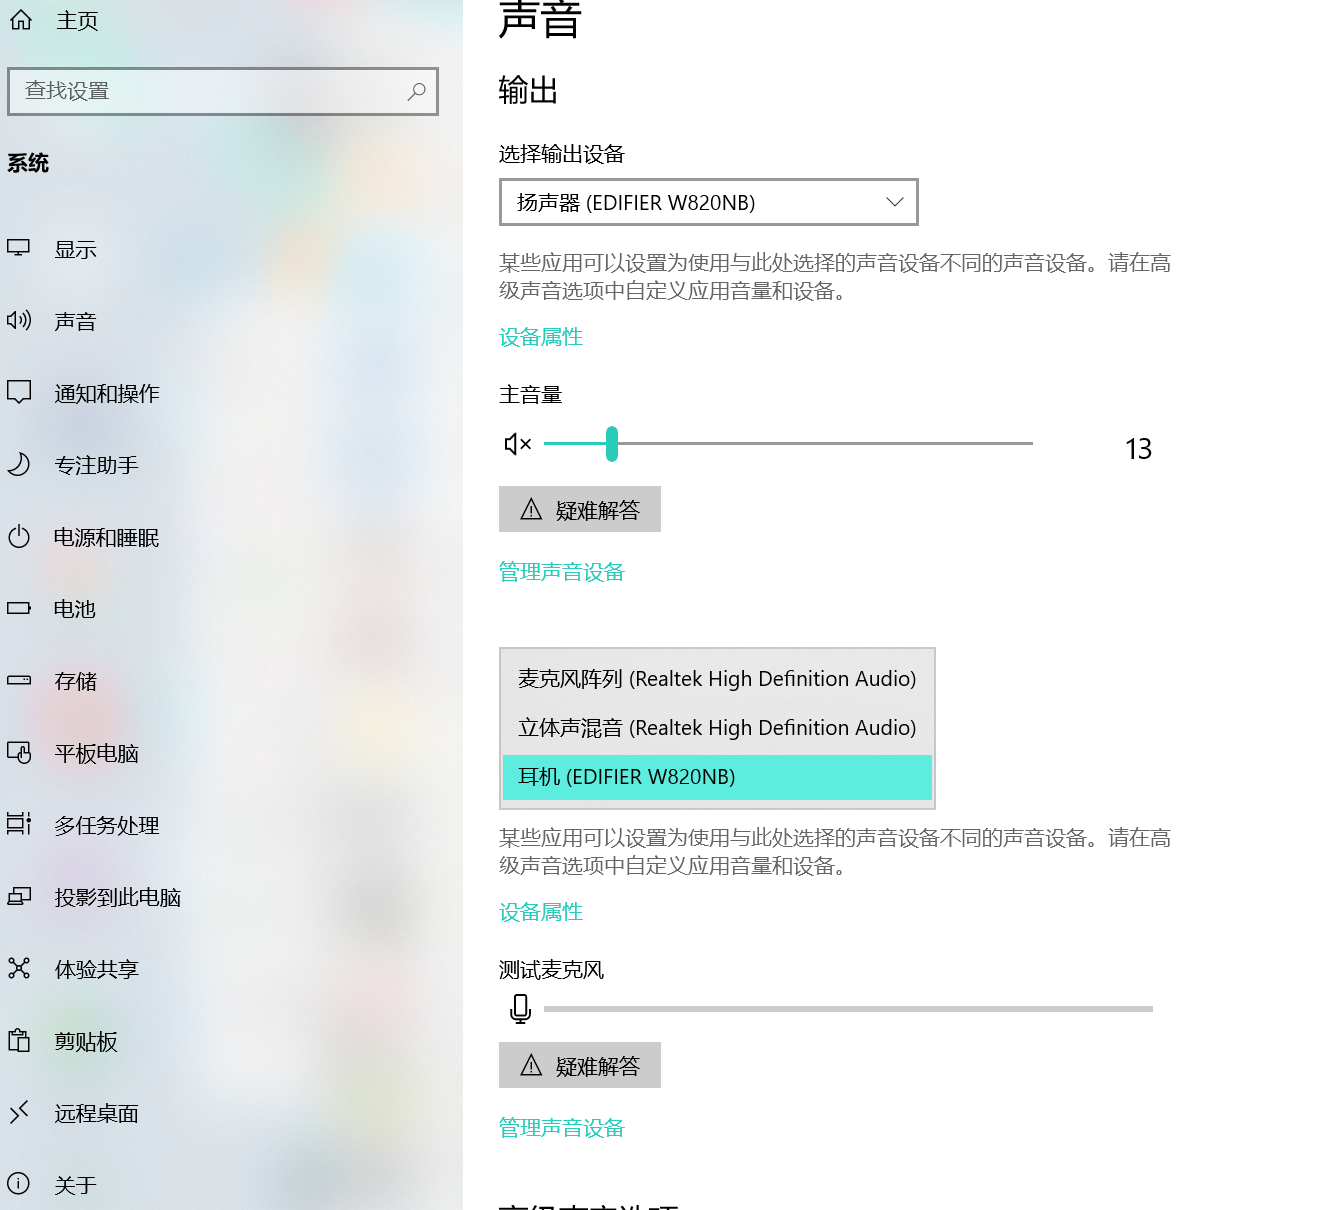 主页
查找设置
系统
显示
声音
通知和操作
专注助手
电源和睡眠
电池
存储
平板电脑
多任务处理
投影到此电脑
体验共享
剪贴板
远程桌面
关于
声音
输出
选择输出设备
扬声器 (EDIFIER W820NB)
某些应用可以设置为使用与此处选择的声音设备不同的声音设备。请在高
级声音选项中自定义应用音量和设备。
设备属性
主音量
13
疑难解答
管理声音设备
麦克风阵列 (Realtek High Definition Audio)
立体声混音 (Realtek High Definition Audio)
耳机 (EDIFIER W820NB)
某些应用可以设置为使用与此处选择的声音设备不同的声音设备。请在高
级声音选项中自定义应用音量和设备。
设备属性
测试麦克风
疑难解答
管理声音设备
高级声音选项